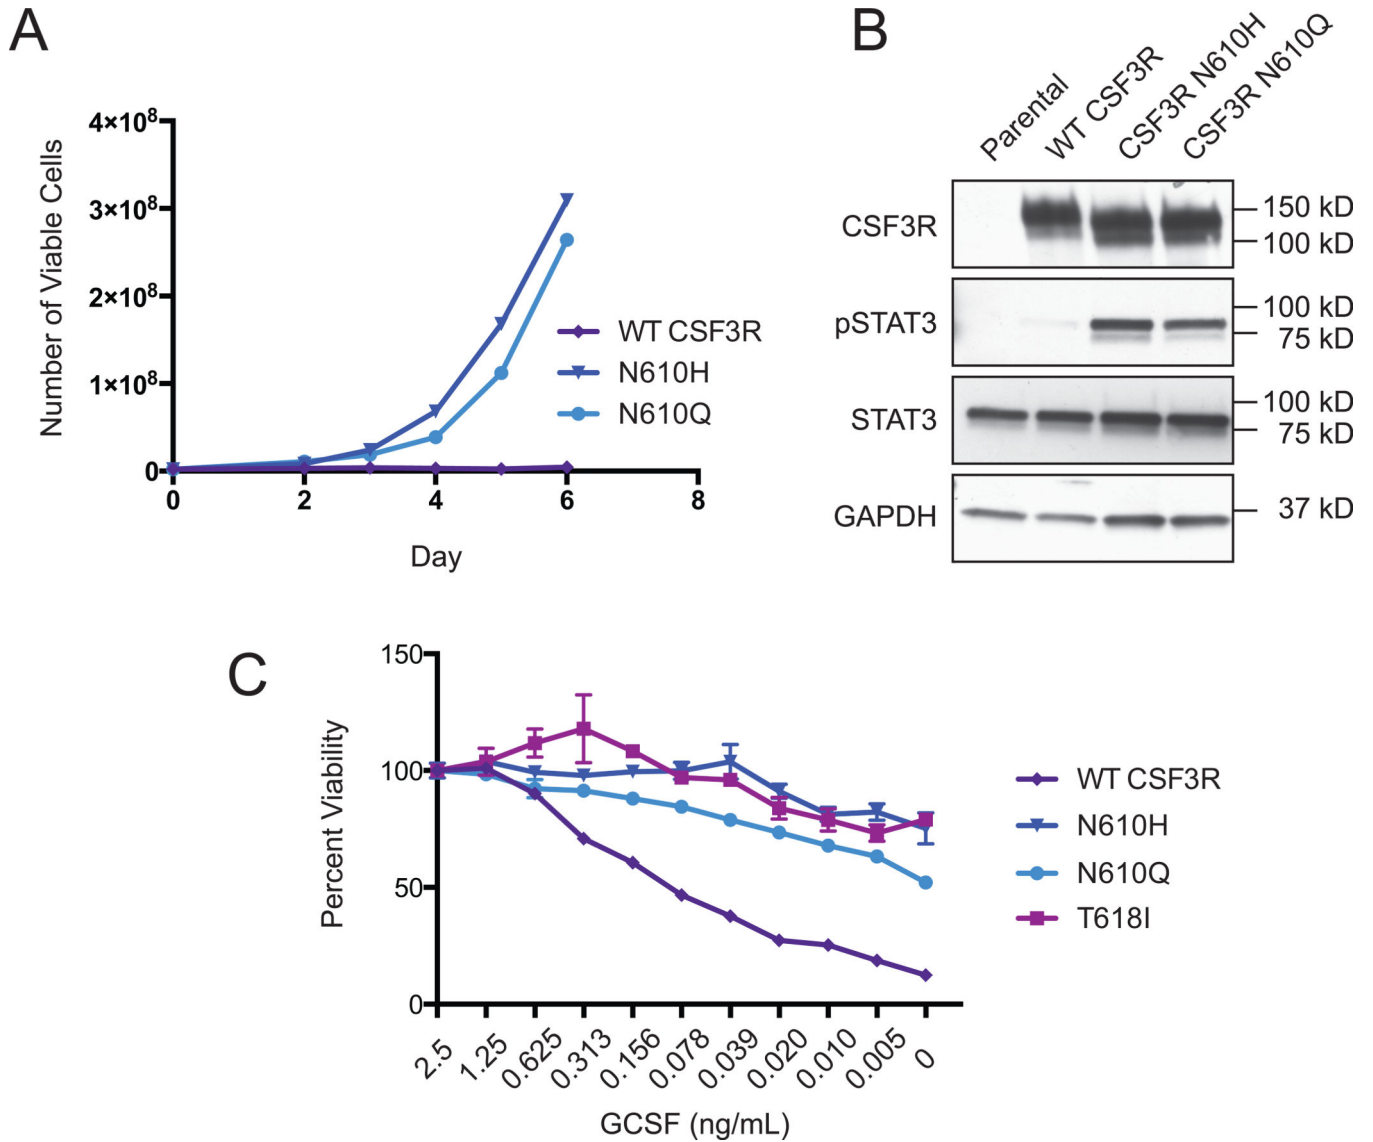 A
Number of Viable Cells
4×10⁸
3×10⁸
2×10⁸
1×10⁸
0
0 2 4 6 8
Day
WT CSF3R
N610H
N610Q
B
Parental
WT CSF3R
CSF3R N610H
CSF3R N610Q
CSF3R
150 kD
100 kD
pSTAT3
100 kD
75 kD
STAT3
100 kD
75 kD
GAPDH
37 kD
C
Percent Viability
150
100
50
0
2.5 1.25 0.625 0.313 0.156 0.078 0.039 0.020 0.010 0.005 0
GCSF (ng/mL)
WT CSF3R
N610H
N610Q
T618I